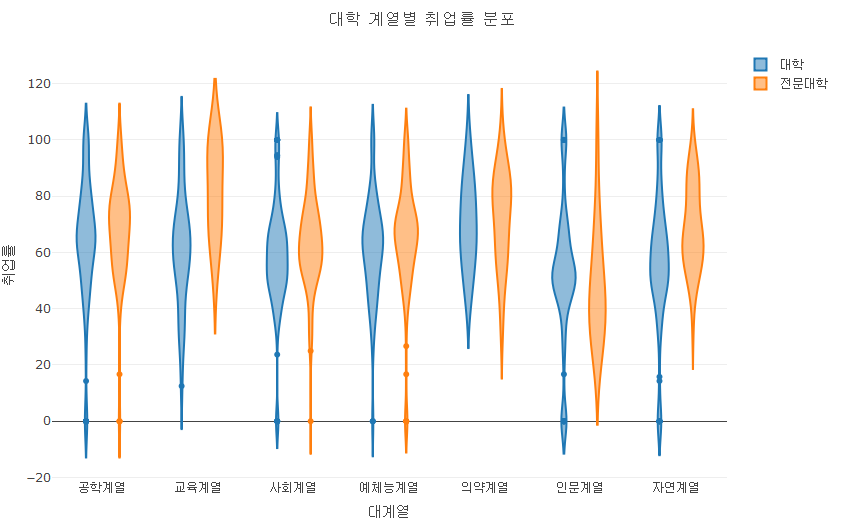 대학 계열별 취업률 분포
대학
전문대학
취업률
120
100
80
60
40
20
0
−20
공학계열 교육계열 사회계열 예체능계열 의약계열 인문계열 자연계열
대계열